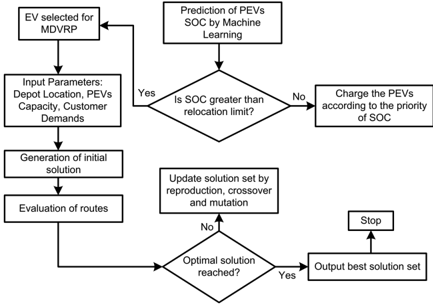 EV selected for
MDVRP
Prediction of PEVs
SOC by Machine
Learning
Yes
Is SOC greater than
relocation limit?
No
Charge the PEVs
according to the priority
of SOC
Input Parameters:
Depot Location, PEVs
Capacity, Customer
Demands
Generation of initial
solution
Evaluation of routes
Update solution set by
reproduction, crossover
and mutation
No
Optimal solution
reached?
Yes
Output best solution set
Stop